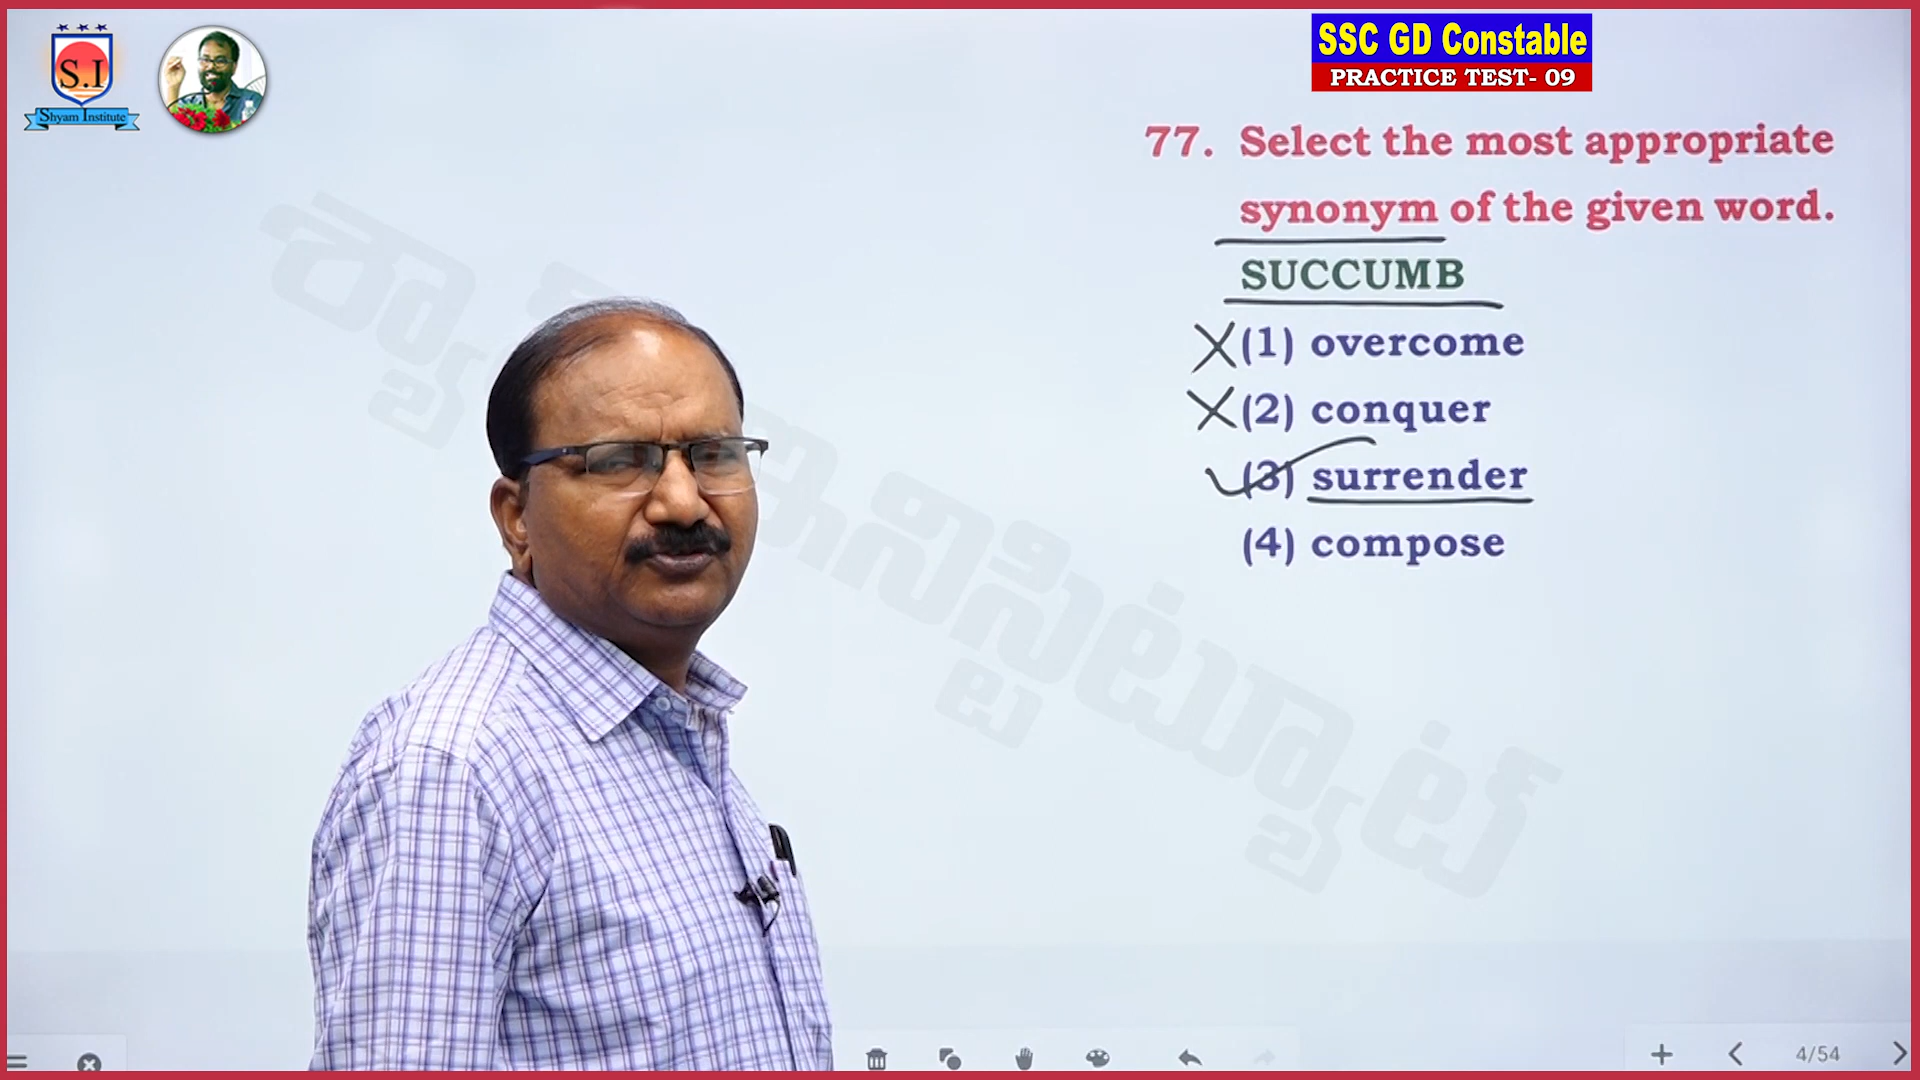 S.I
Shyam Institute
SSC GD Constable
PRACTICE TEST- 09
77. Select the most appropriate
synonym of the given word.
SUCCUMB
(1) overcome
(2) conquer
(3) surrender
(4) compose
శ్యామ్ ఇన్‌స్టిట్యూట్
4/54